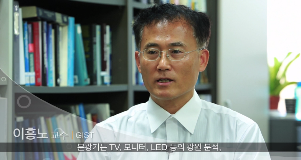 이흥노 교수 | GIST
분광기는 TV, 모니터, LED 등의 광원 분석,